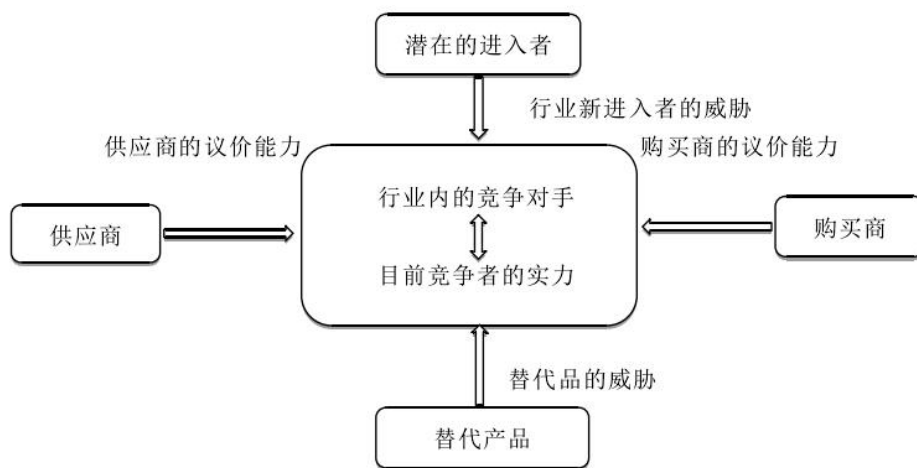 潜在的进入者
行业新进入者的威胁
供应商的议价能力
购买商的议价能力
行业内的竞争对手
供应商
购买商
目前竞争者的实力
替代品的威胁
替代产品